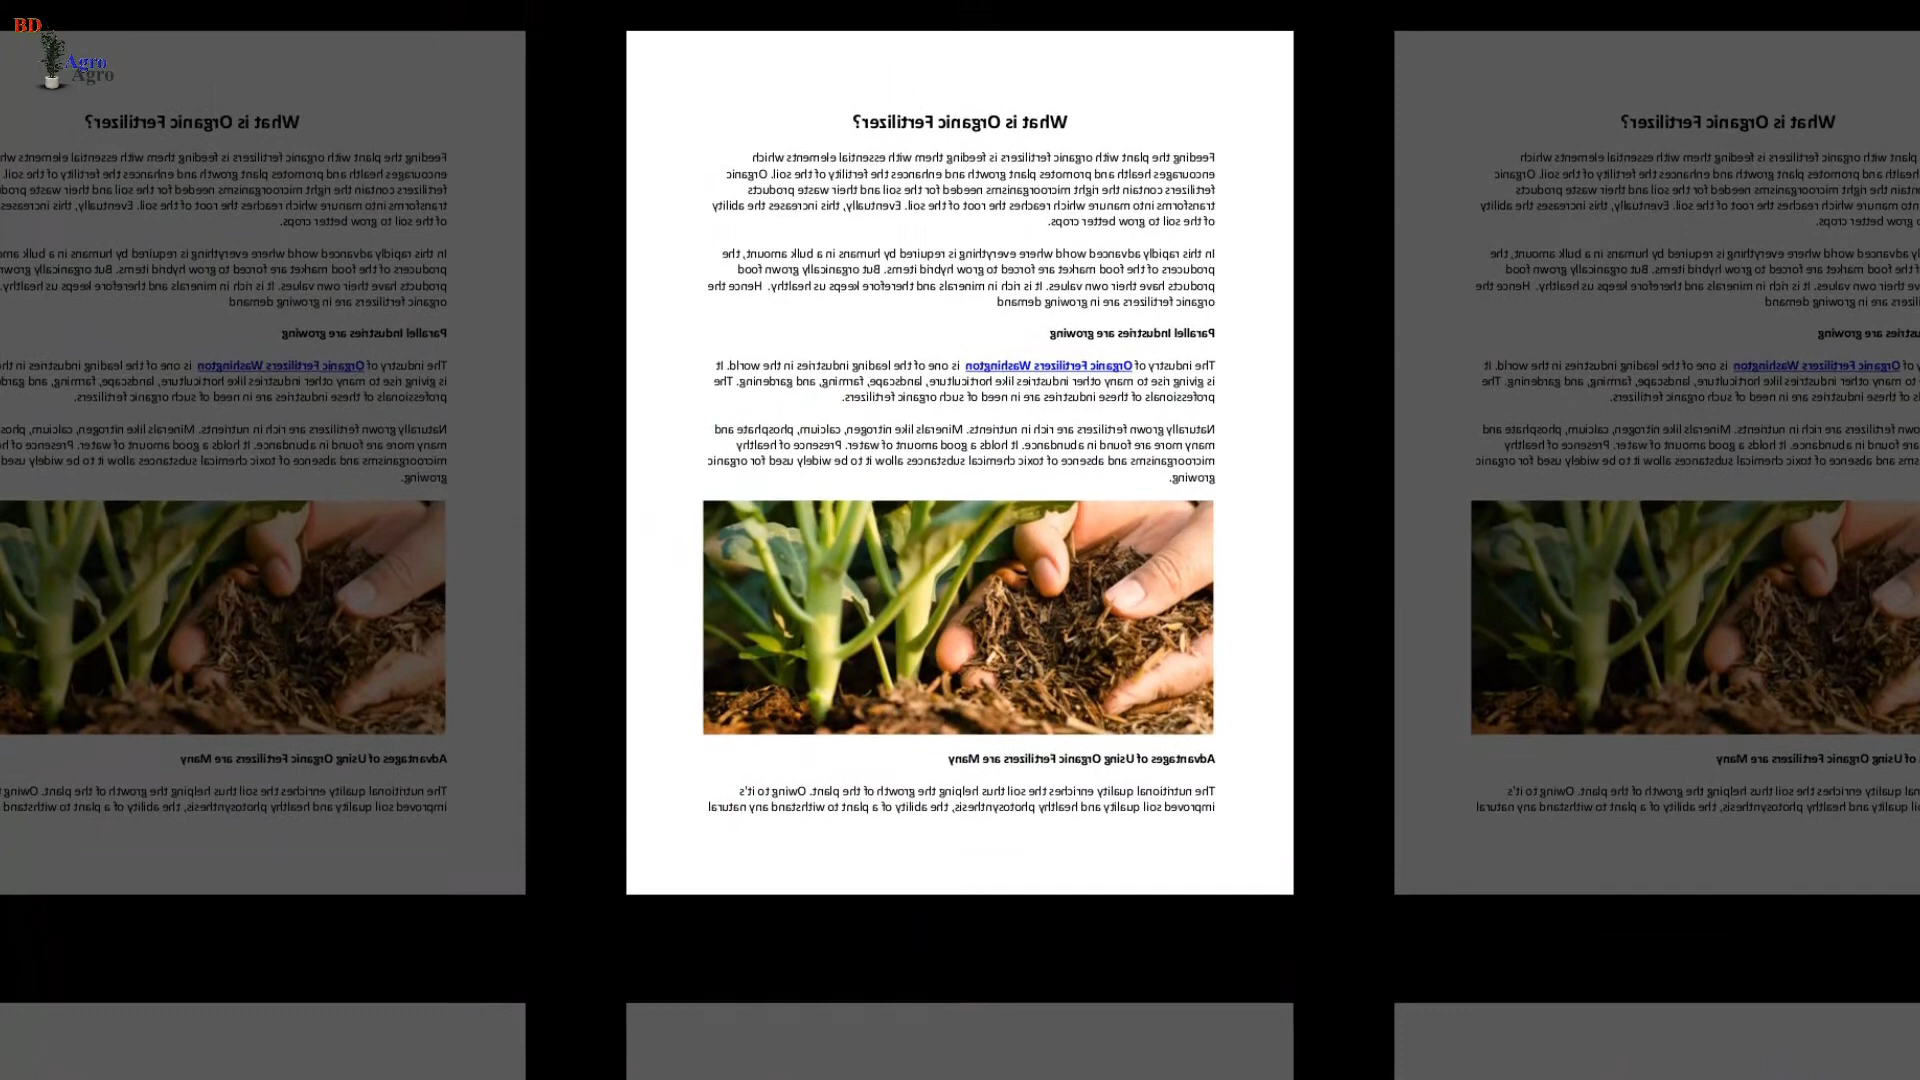 BD
Agro
What is Organic Fertilizer?
Feeding the plant with organic fertilizers is feeding them with essential elements which
encourages health and promotes plant growth and enhances the fertility of the soil. Organic
fertilizers contain the right microorganisms needed for the soil and their waste products
transforms into manure which reaches the root of the soil. Eventually, this increases the ability
of the soil to grow better crops.
In this rapidly advanced world where everything is required by humans in a bulk amount, the
producers of the food market are forced to grow hybrid items. But organically grown food
products have their own values. It is rich in minerals and therefore keeps us healthy. Hence the
organic fertilizers are in growing demand
Parallel Industries are growing
The industry of Organic Fertilizers Washington is one of the leading industries in the world. It
is giving rise to many other industries like horticulture, landscape, farming, and gardening. The
professionals of these industries are in need of such organic fertilizers.
Naturally grown fertilizers are rich in nutrients. Minerals like nitrogen, calcium, phosphate and
many more are found in abundance. It holds a good amount of water. Presence of healthy
microorganisms and absence of toxic chemical substances allow it to be widely used for organic
growing.
Advantages of Using Organic Fertilizers are Many
The nutritional quality enriches the soil thus helping the growth of the plant. Owing to it's
improved soil quality and healthy photosynthesis, the ability of a plant to withstand any natural